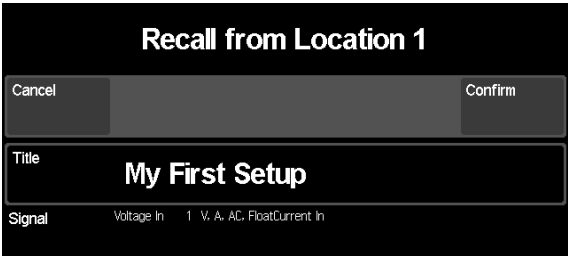 Recall from Location 1
Cancel Confirm
Title
My First Setup
Signal Voltage In 1 V, A, AC, FloatCurrent In